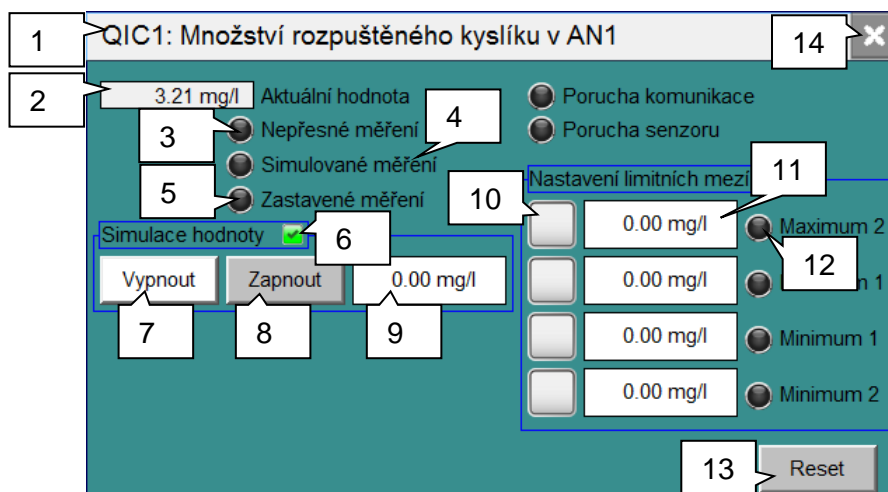 1
QIC1: Množství rozpuštěného kyslíku v AN1
14
2
3.21 mg/l Aktuální hodnota
3
Nepřesné měření
4
Simulované měření
5
Zastavené měření
Porucha komunikace
Porucha senzoru
Simulace hodnoty
6
Vypnout
Zapnout
0.00 mg/l
7
8
9
Nastavení limitních mezí
10
11
0.00 mg/l
Maximum 2
12
0.00 mg/l
1
0.00 mg/l
Minimum 1
0.00 mg/l
Minimum 2
13
Reset